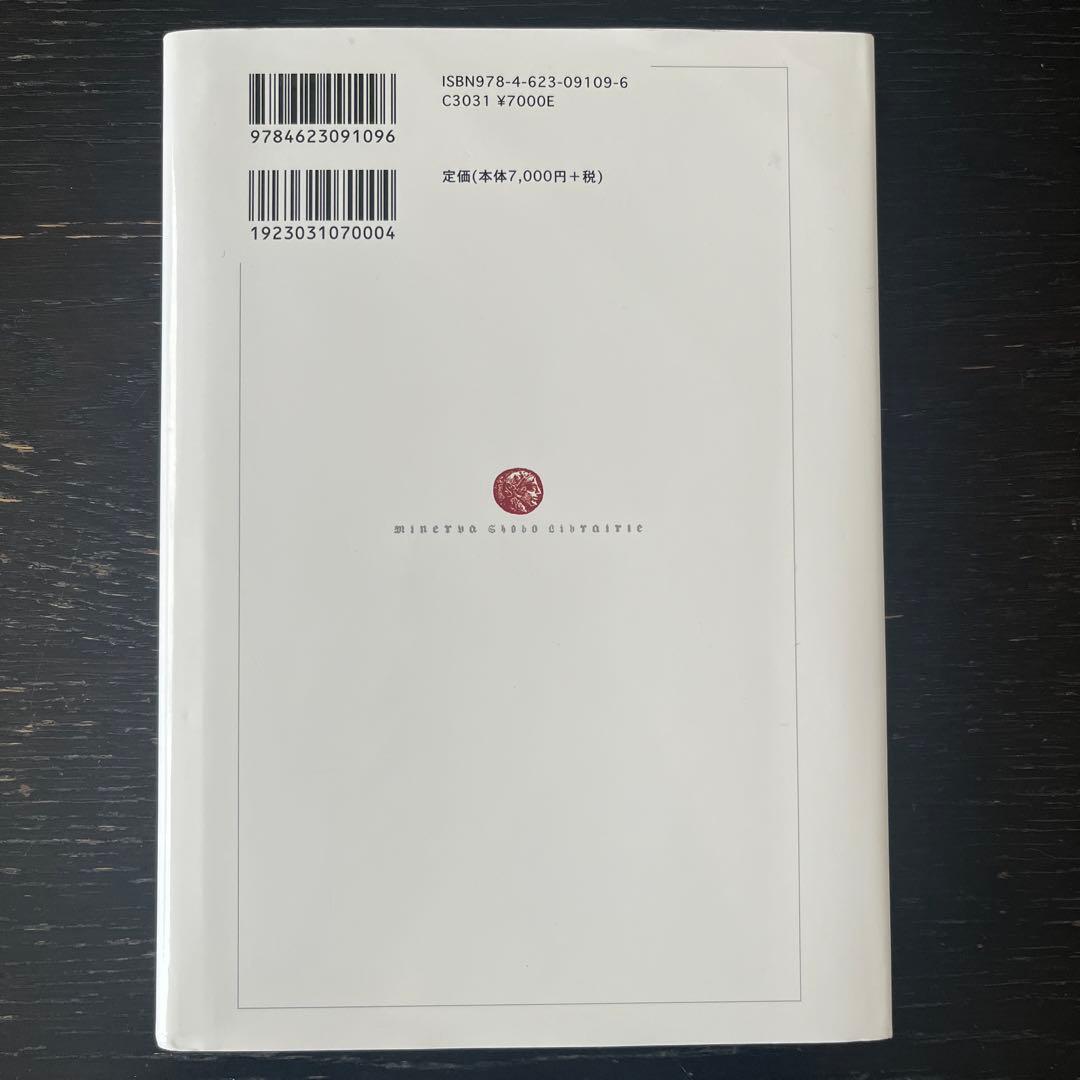 ISBN978-4-623-09109-6
C3031 ¥7000E
9784623091096
定価(本体7,000円+税)
1923031070004
Minerva Shobo Librairie